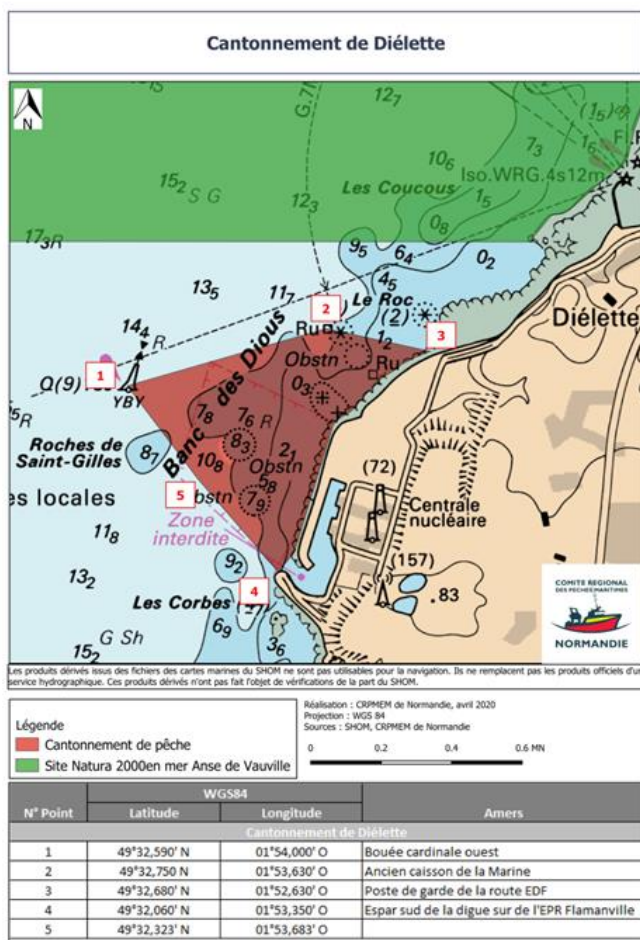 Cantonnement de Diélette
N
12₇
G.7M
(1₅)
7₃
1₆
Fl.R
10₆
Iso.WRG.4s12m
15₂ S G
Les Coucous
1₅
12₃
0₈
17₃R
9₅
6₄
0₂
13₅
4₅
11₇
2
Le Roc
(2)
Diélette
14₄
R
Ru
1₂
3
1
Obstn
Ru
Q(9)
YBY
5R
0₃
Banc des Dious
7₈
7₆ R
Roches de
Saint-Gilles
8₇
8₃
2₁
(72)
10₈
Obstn
5₈
5
bstn
7₉
Centrale
nucléaire
es locales
Zone
interdite
11₈
(157)
9₂
13₂
4
.83
Les Corbes
COMITE REGIONAL
DES PECHES MARITIMES
NORMANDIE
6₉
G Sh
15₂
3₆
Les produits dérivés issus des fichiers des cartes marines du SHOM ne sont pas utilisables pour la navigation. Ils ne remplacent pas les produits officiels d'un
service hydrographique. Ces produits dérivés n'ont pas fait l'objet de vérifications de la part du SHOM.
Légende
Cantonnement de pêche
Site Natura 2000en mer Anse de Vauville
Réalisation : CRPMEM de Normandie, avril 2020
Projection : WGS 84
Sources : SHOM, CRPMEM de Normandie
0 0.2 0.4 0.6 MN
N° Point WGS84 Amers
Latitude Longitude
Cantonnement de Diélette
1 49°32,590' N 01°54,000' O Bouée cardinale ouest
2 49°32,750' N 01°53,630' O Ancien caisson de la Marine
3 49°32,680' N 01°52,630' O Poste de garde de la route EDF
4 49°32,060' N 01°53,350' O Espar sud de la digue sur de l'EPR Flamanville
5 49°32,323' N 01°53,683' O